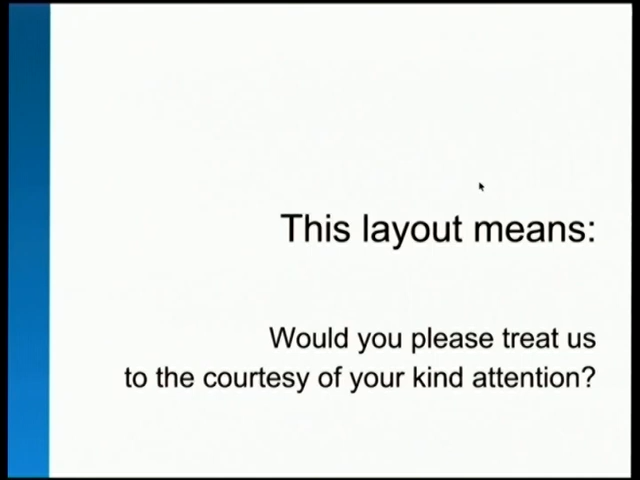 This layout means:
Would you please treat us
to the courtesy of your kind attention?